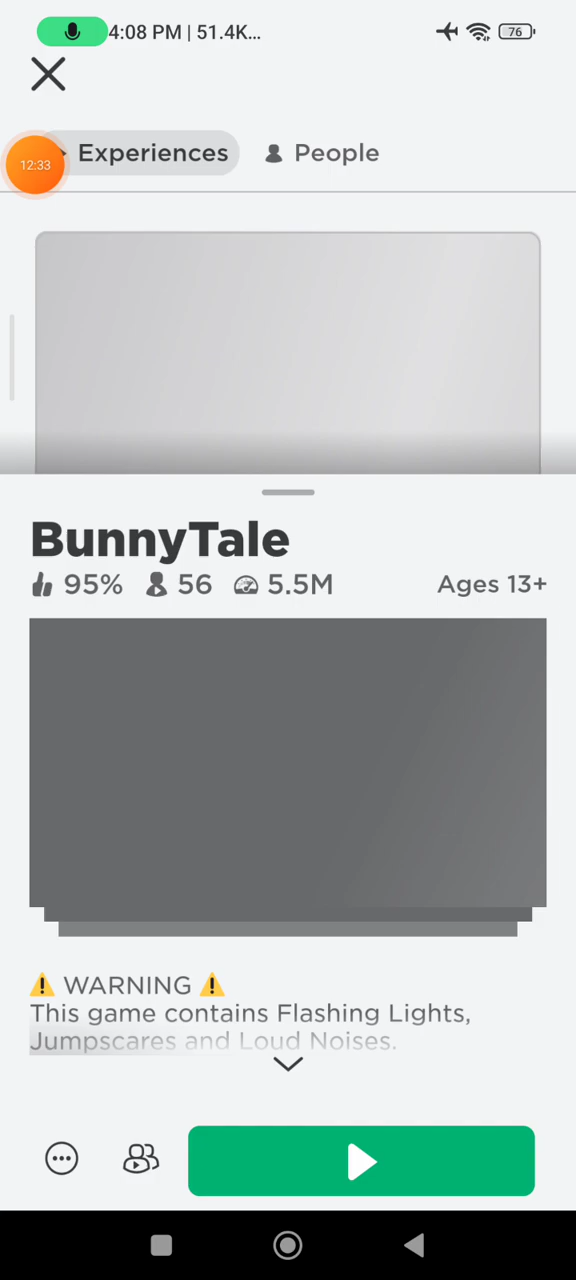 4:08 PM | 51.4K...
76
Experiences
People
12:33
BunnyTale
95%
56
5.5M
Ages 13+
⚠️ WARNING ⚠️
This game contains Flashing Lights,
Jumpscares and Loud Noises.